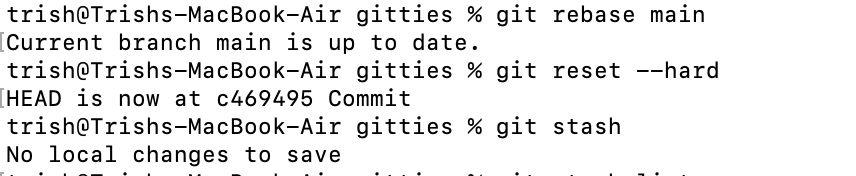 trish@Trishs-MacBook-Air gitties % git rebase main
Current branch main is up to date.
trish@Trishs-MacBook-Air gitties % git reset --hard
HEAD is now at c469495 Commit
trish@Trishs-MacBook-Air gitties % git stash
No local changes to save